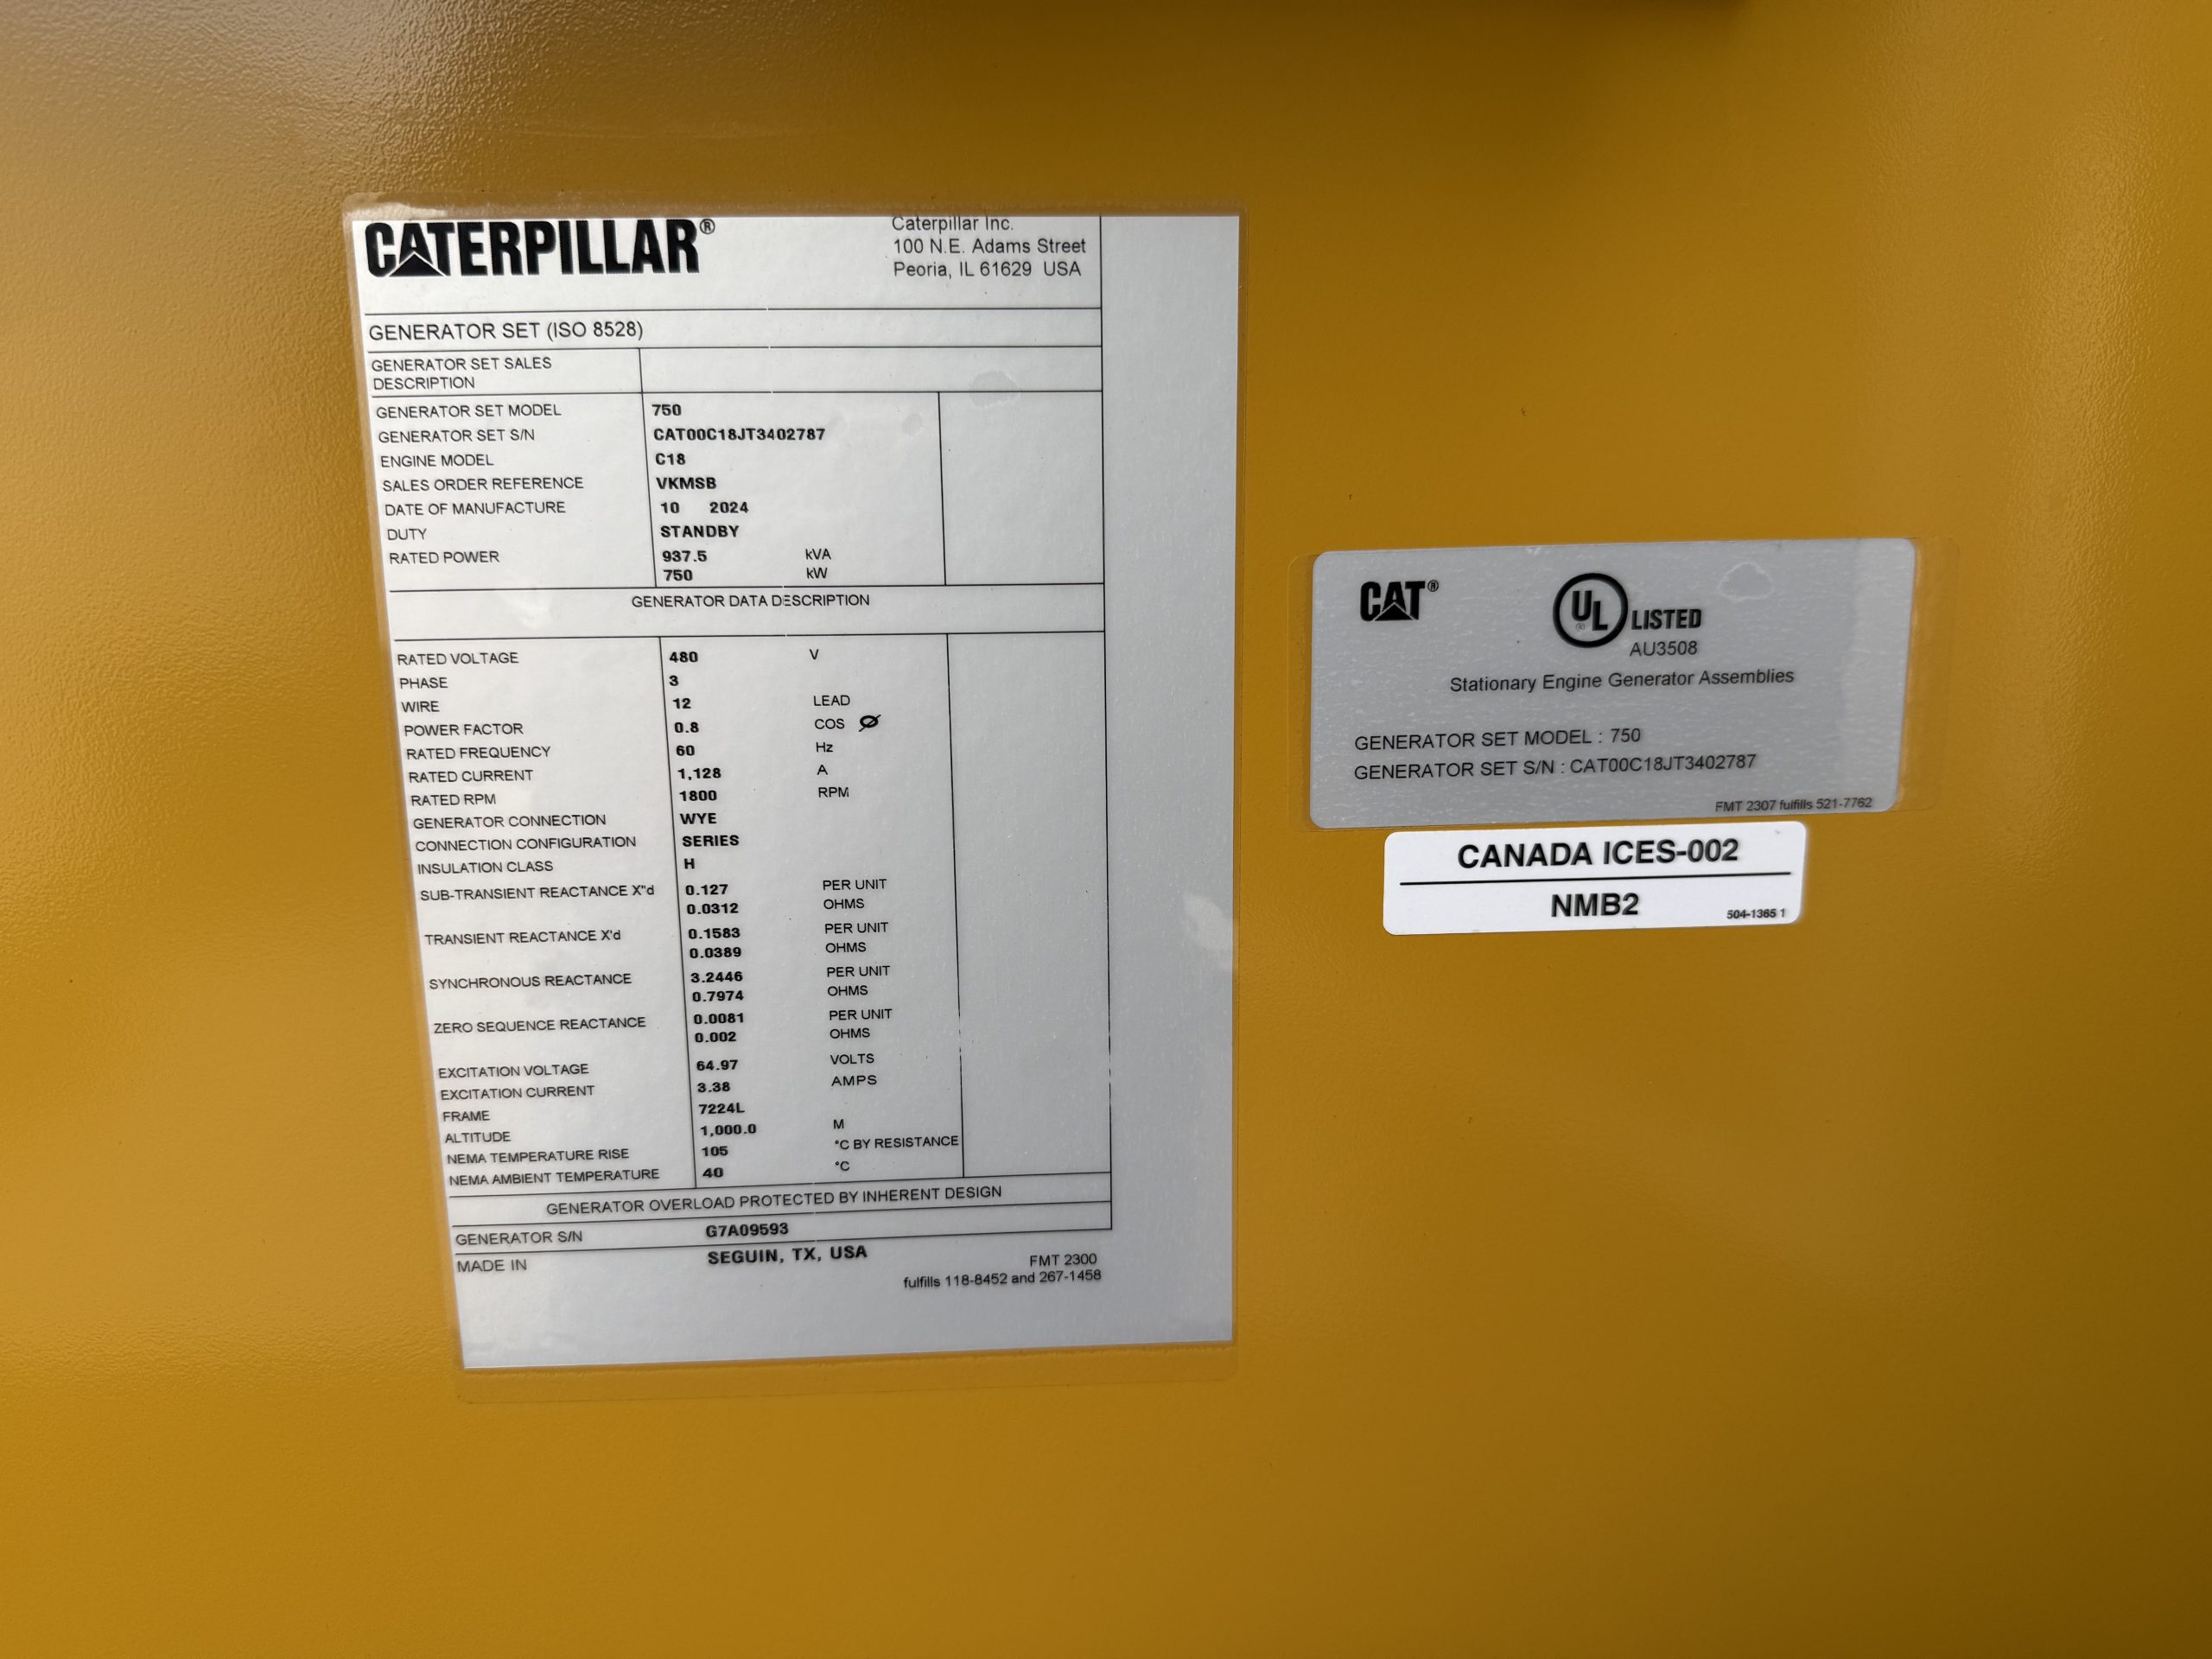 CATERPILLAR®
Caterpillar Inc.
100 N.E. Adams Street
Peoria, IL 61629 USA
GENERATOR SET (ISO 8528)
GENERATOR SET SALES
DESCRIPTION
GENERATOR SET MODEL 750
GENERATOR SET S/N CAT00C18JT3402787
ENGINE MODEL C18
SALES ORDER REFERENCE VKMSB
DATE OF MANUFACTURE 10 2024
DUTY STANDBY
RATED POWER 937.5 kVA
750 kW
GENERATOR DATA DESCRIPTION
RATED VOLTAGE 480 V
PHASE 3
WIRE 12 LEAD
POWER FACTOR 0.8 COS Ø
RATED FREQUENCY 60 Hz
RATED CURRENT 1,128 A
RATED RPM 1800 RPM
GENERATOR CONNECTION WYE
CONNECTION CONFIGURATION SERIES
INSULATION CLASS H
SUB-TRANSIENT REACTANCE X"d 0.127 PER UNIT
0.0312 OHMS
TRANSIENT REACTANCE X'd 0.1583 PER UNIT
0.0389 OHMS
SYNCHRONOUS REACTANCE 3.2446 PER UNIT
0.7974 OHMS
ZERO SEQUENCE REACTANCE 0.0081 PER UNIT
0.002 OHMS
EXCITATION VOLTAGE 64.97 VOLTS
EXCITATION CURRENT 3.38 AMPS
FRAME 7224L
ALTITUDE 1,000.0 M
NEMA TEMPERATURE RISE 105 °C BY RESISTANCE
NEMA AMBIENT TEMPERATURE 40 °C
GENERATOR OVERLOAD PROTECTED BY INHERENT DESIGN
GENERATOR S/N G7A09593
MADE IN SEGUIN, TX, USA
FMT 2300
fulfills 118-8452 and 267-1458
CAT®
UL® LISTED
AU3508
Stationary Engine Generator Assemblies
GENERATOR SET MODEL : 750
GENERATOR SET S/N : CAT00C18JT3402787
FMT 2307 fulfills 521-7762
CANADA ICES-002
NMB2
504-1365 1